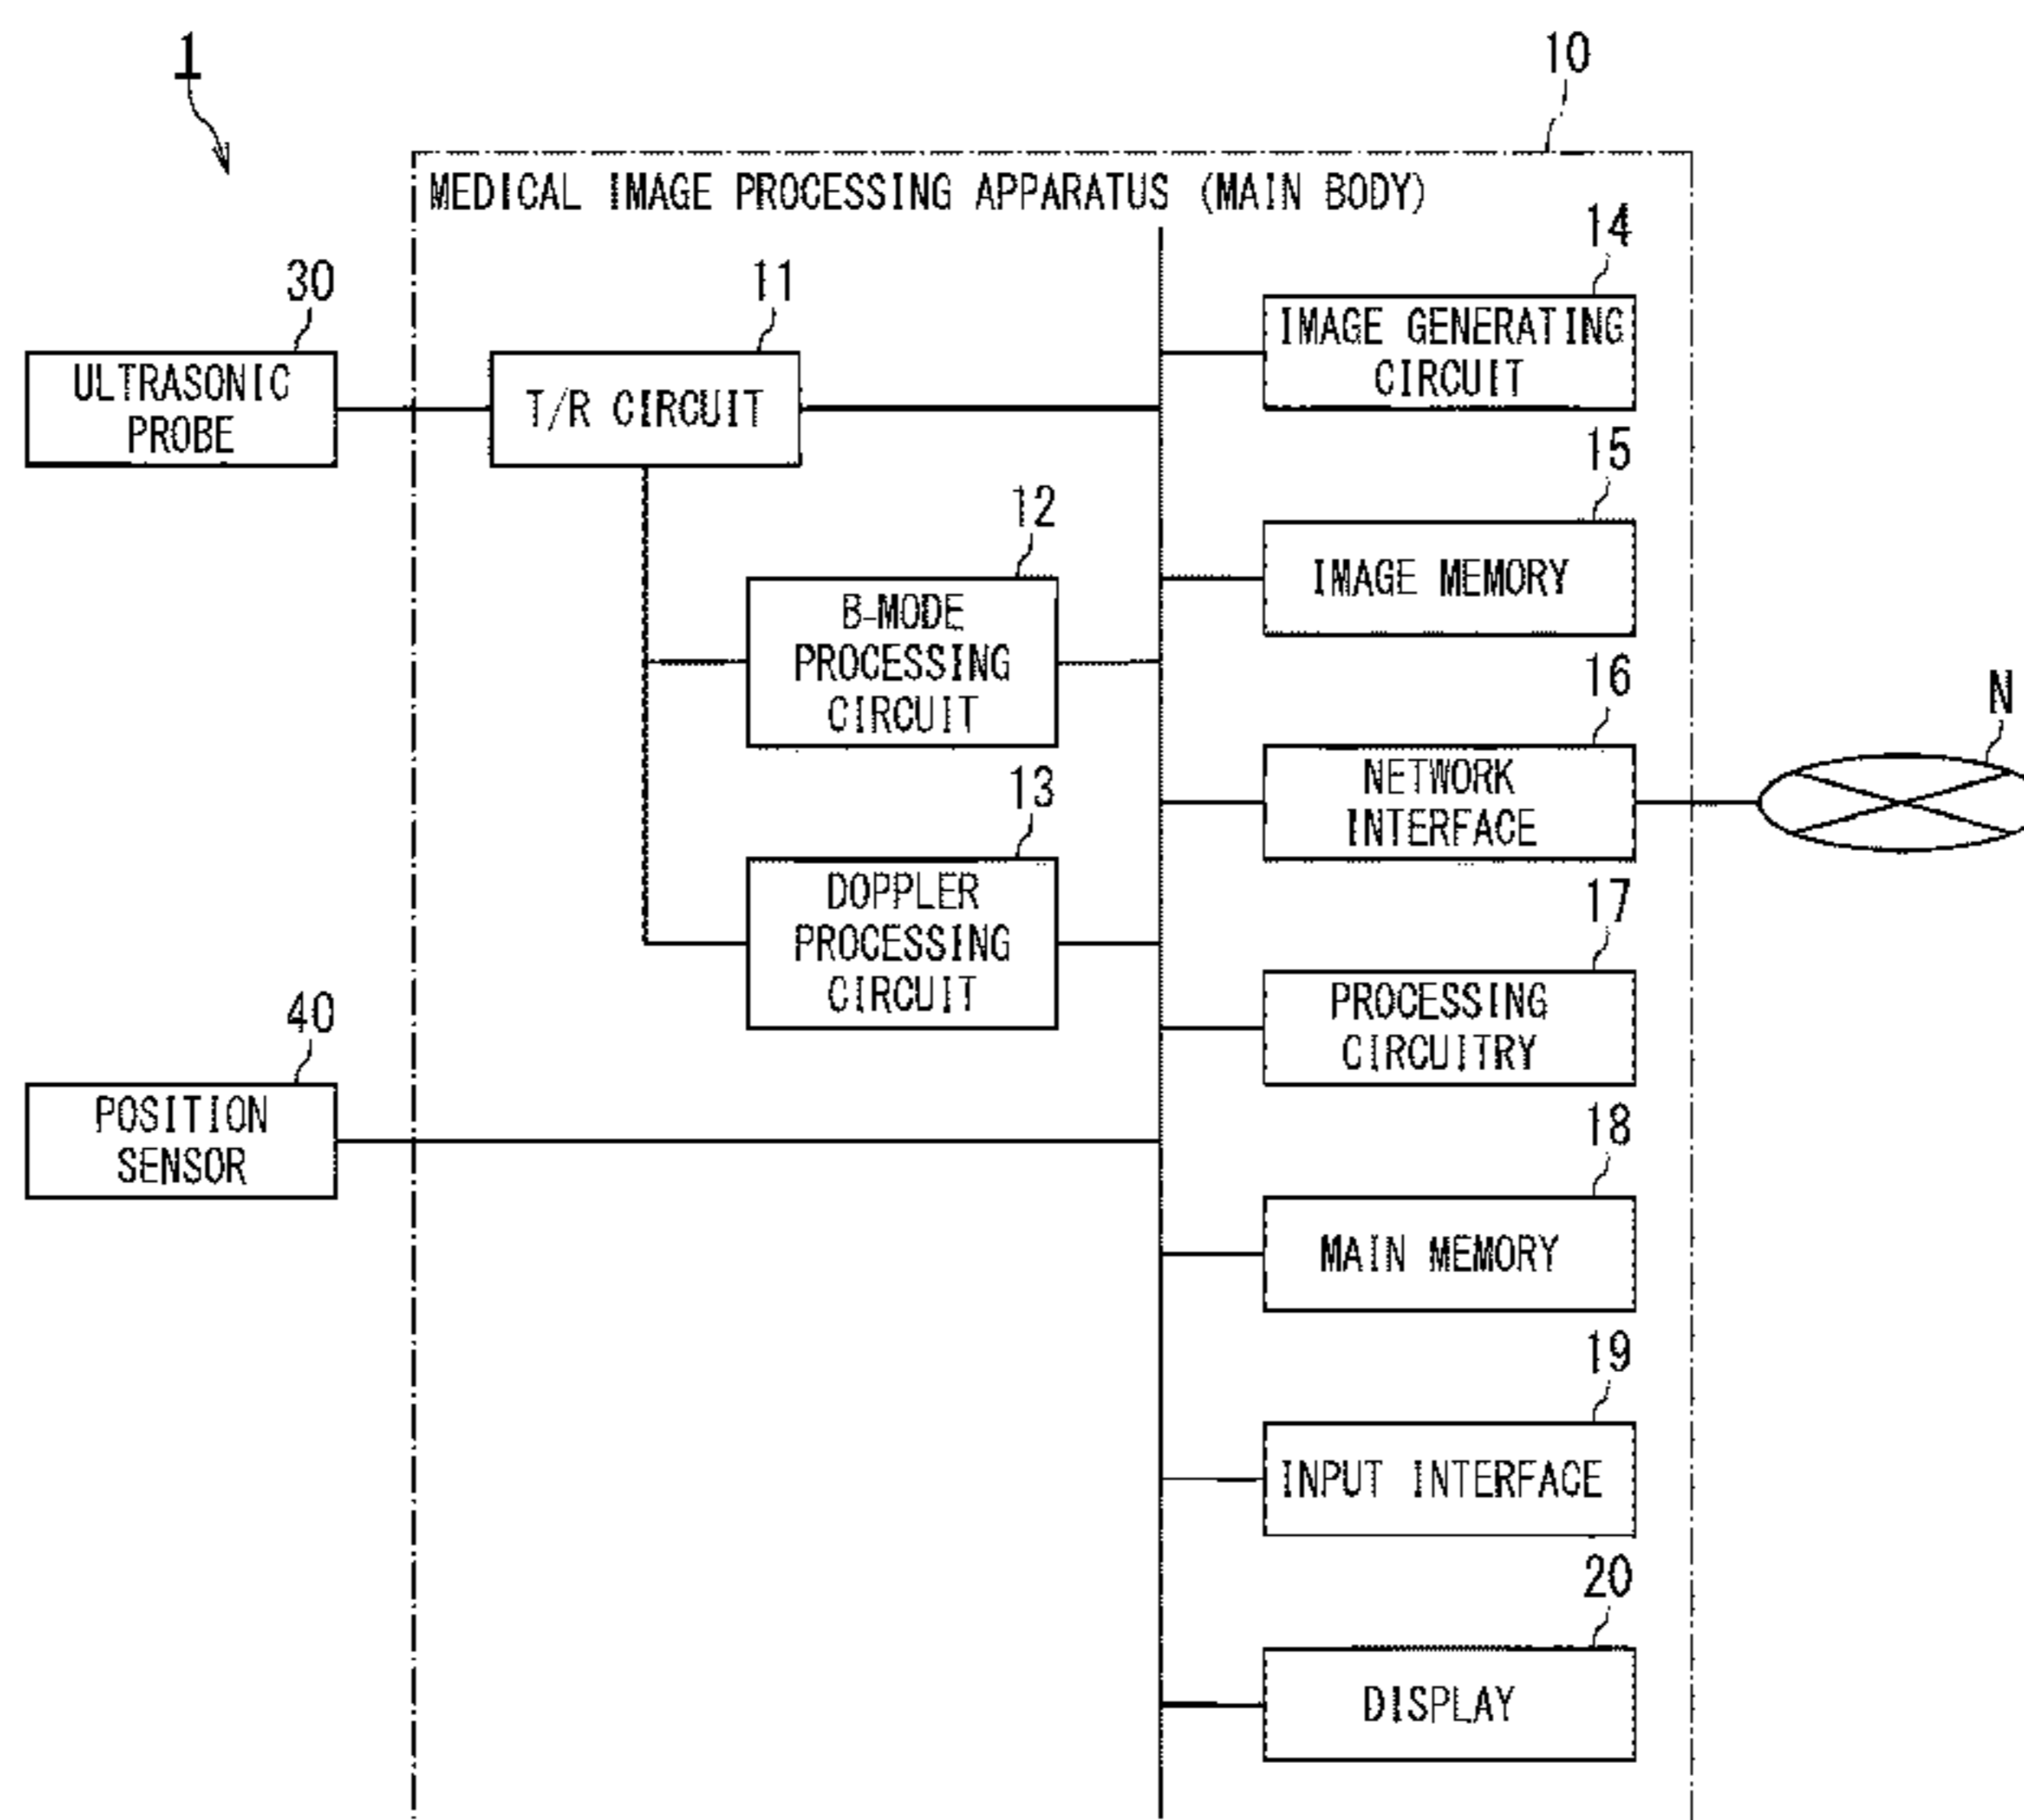 1
10
MEDICAL IMAGE PROCESSING APPARATUS (MAIN BODY)
30
ULTRASONIC
PROBE
11
T/R CIRCUIT
12
B-MODE
PROCESSING
CIRCUIT
13
DOPPLER
PROCESSING
CIRCUIT
40
POSITION
SENSOR
14
IMAGE GENERATING
CIRCUIT
15
IMAGE MEMORY
16
NETWORK
INTERFACE
N
17
PROCESSING
CIRCUITRY
18
MAIN MEMORY
19
INPUT INTERFACE
20
DISPLAY